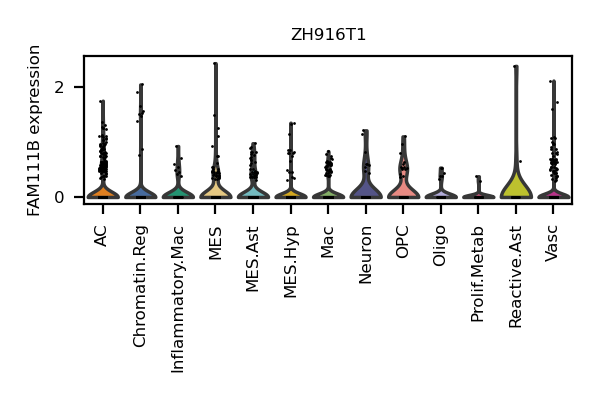 ZH916T1
FAM111B expression
2
0
AC
Chromatin.Reg
Inflammatory.Mac
MES
MES.Ast
MES.Hyp
Mac
Neuron
OPC
Oligo
Prolif.Metab
Reactive.Ast
Vasc